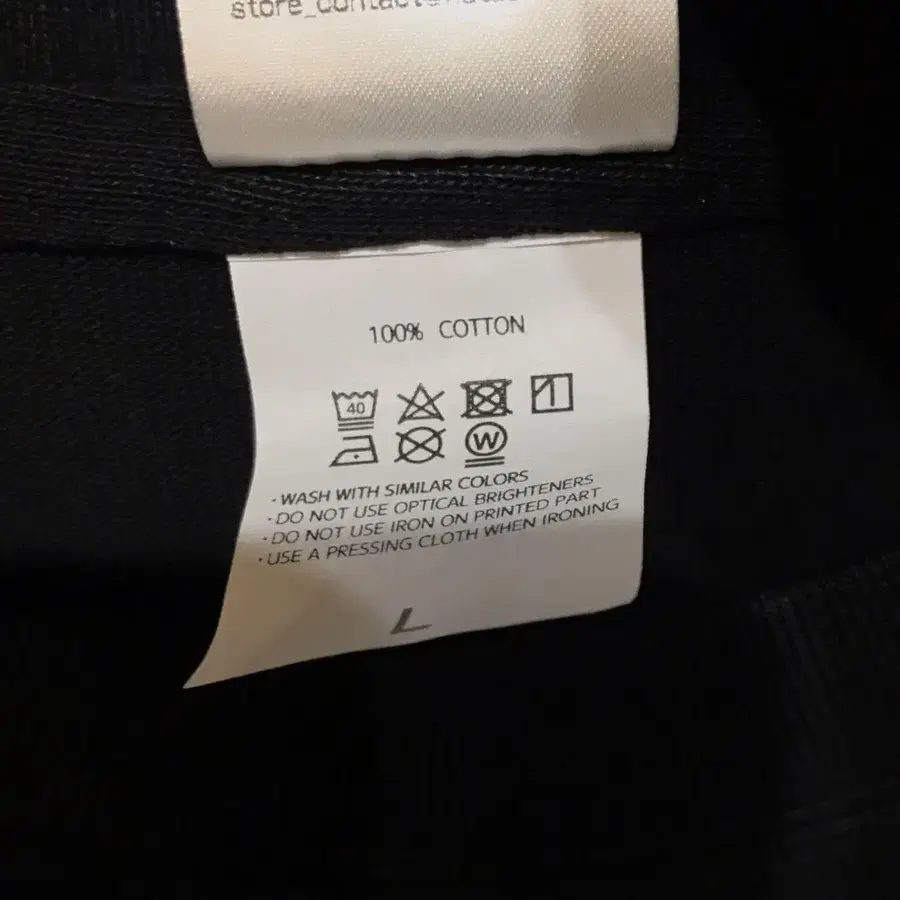 100% COTTON
40
W
· WASH WITH SIMILAR COLORS
· DO NOT USE OPTICAL BRIGHTENERS
· DO NOT USE IRON ON PRINTED PART
· USE A PRESSING CLOTH WHEN IRONING
L